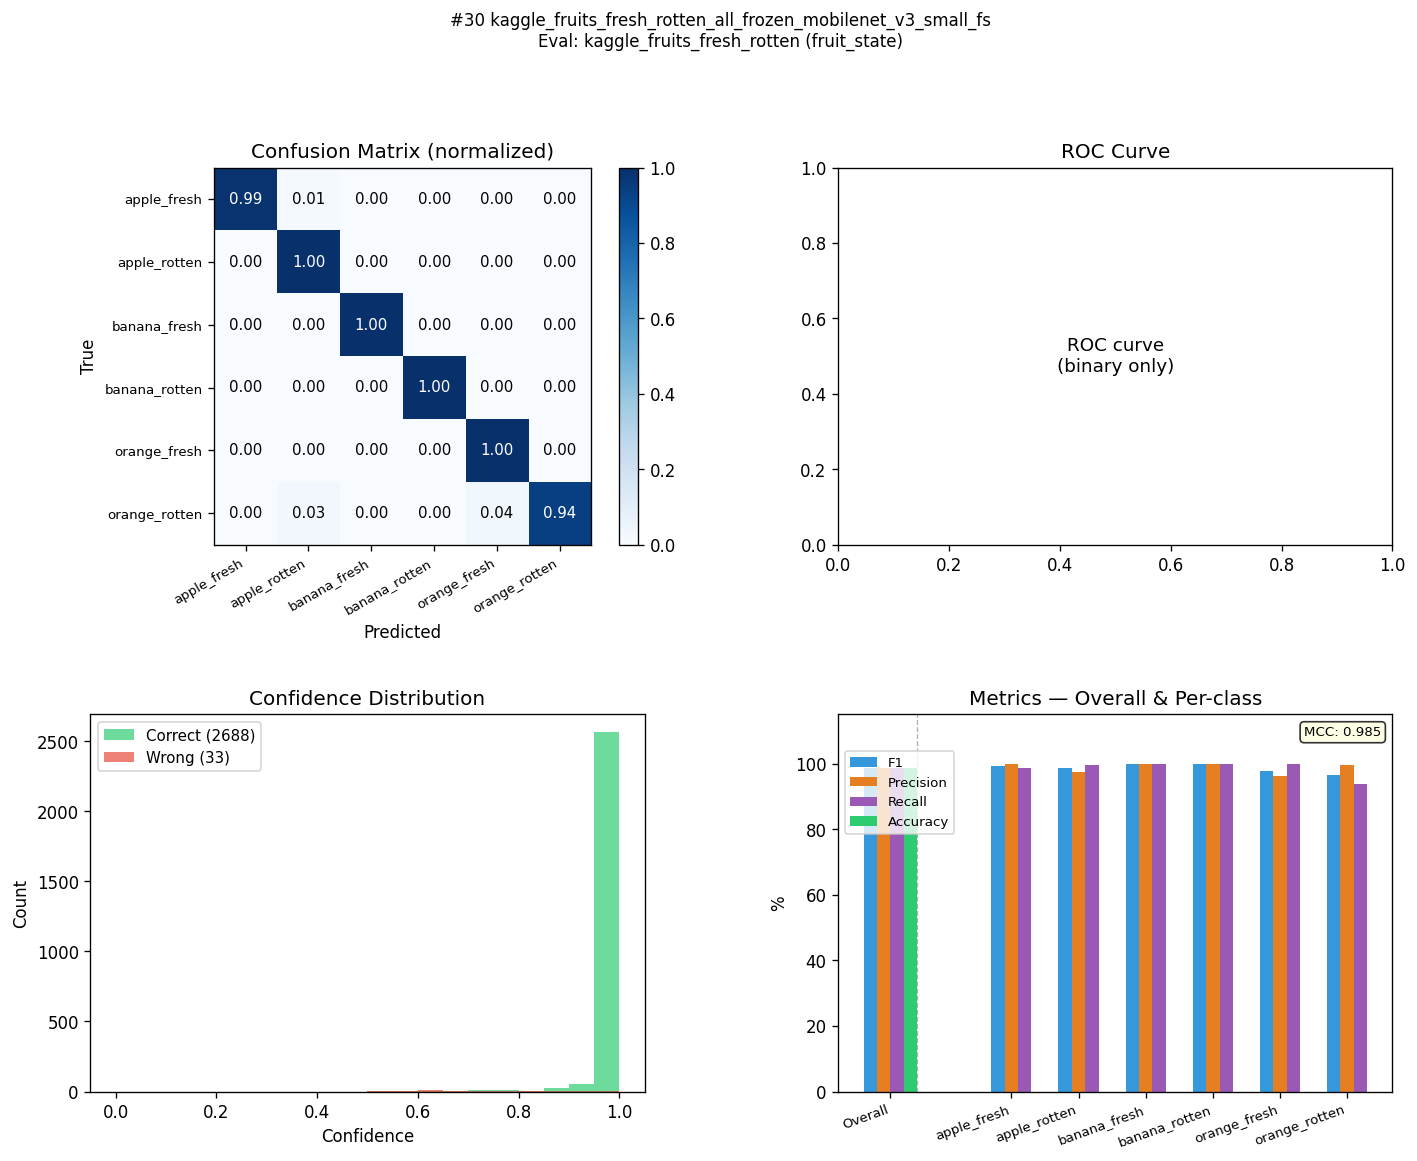 #30 kaggle_fruits_fresh_rotten_all_frozen_mobilenet_v3_small_fs
Eval: kaggle_fruits_fresh_rotten (fruit_state)
Confusion Matrix (normalized)
True
apple_fresh 0.99 0.01 0.00 0.00 0.00 0.00
apple_rotten 0.00 1.00 0.00 0.00 0.00 0.00
banana_fresh 0.00 0.00 1.00 0.00 0.00 0.00
banana_rotten 0.00 0.00 0.00 1.00 0.00 0.00
orange_fresh 0.00 0.00 0.00 0.00 1.00 0.00
orange_rotten 0.00 0.03 0.00 0.00 0.04 0.94
apple_fresh apple_rotten banana_fresh banana_rotten orange_fresh orange_rotten
Predicted
1.0
0.8
0.6
0.4
0.2
0.0
ROC Curve
1.0
0.8
0.6
0.4
0.2
0.0
ROC curve
(binary only)
0.0 0.2 0.4 0.6 0.8 1.0
Confidence Distribution
Correct (2688)
Wrong (33)
Count
2500
2000
1500
1000
500
0
0.0 0.2 0.4 0.6 0.8 1.0
Confidence
Metrics — Overall & Per-class
MCC: 0.985
F1
Precision
Recall
Accuracy
%
100
80
60
40
20
0
Overall apple_fresh apple_rotten banana_fresh banana_rotten orange_fresh orange_rotten